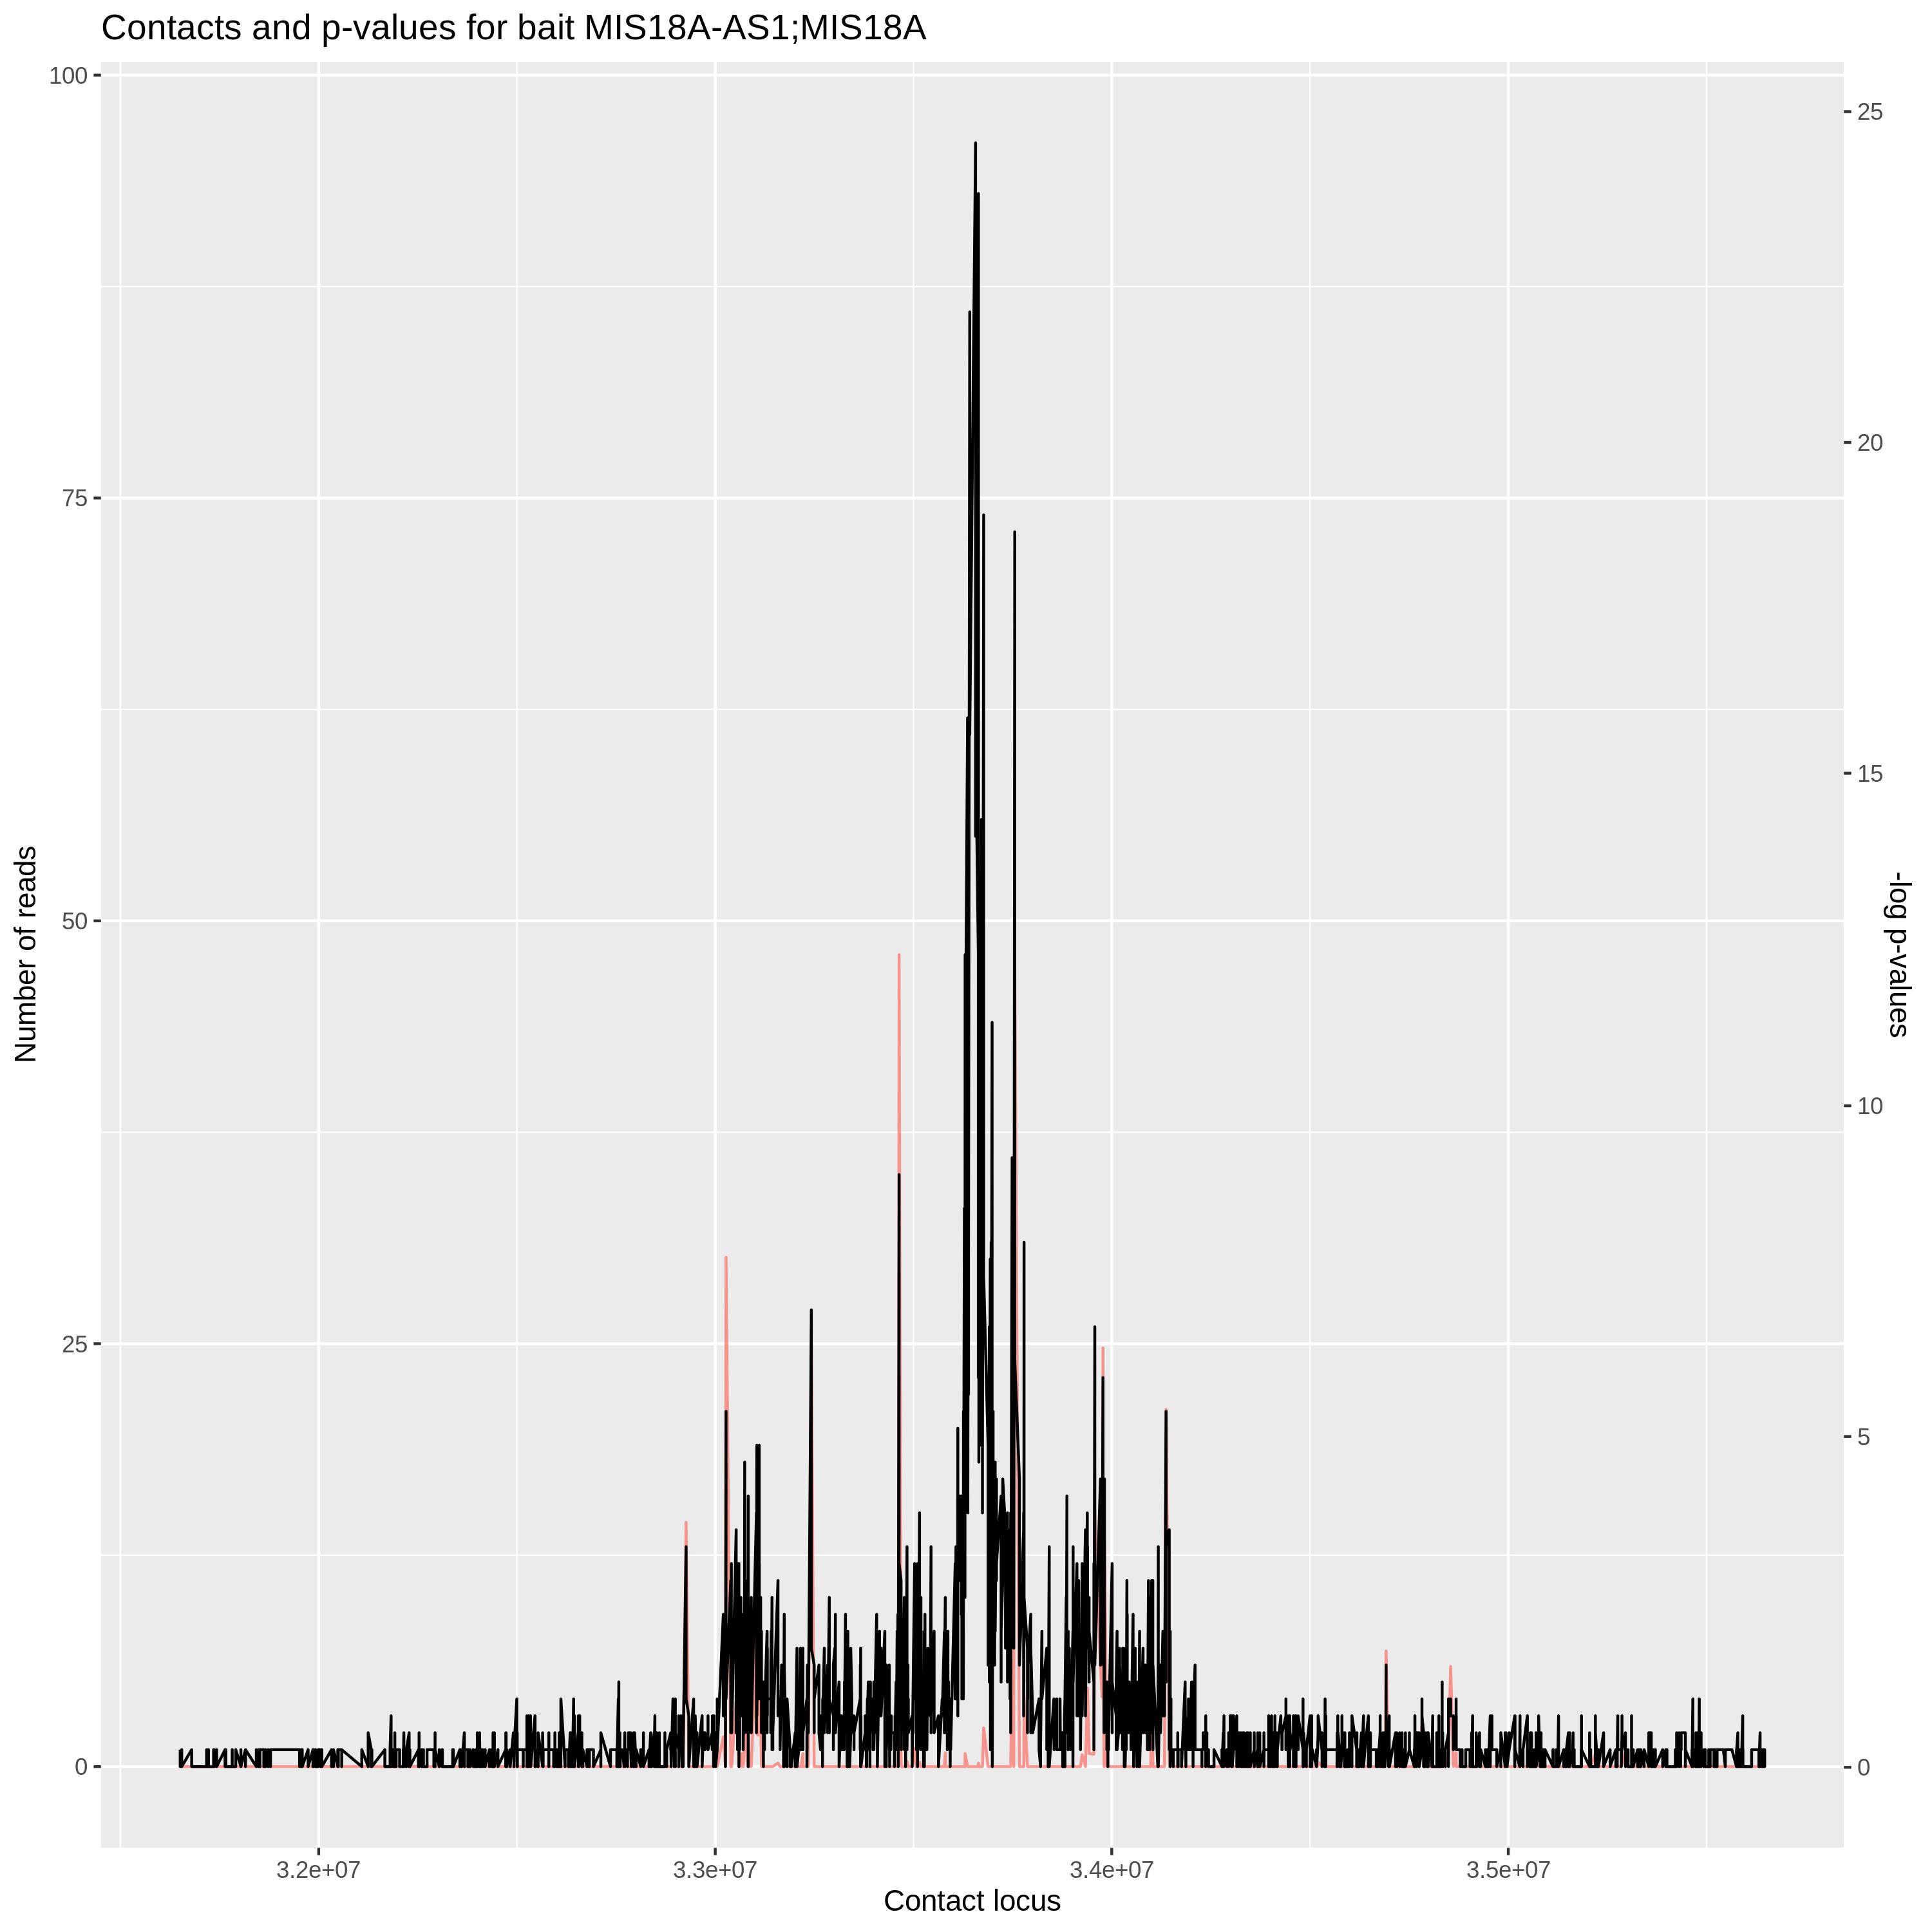 Contacts and p-values for bait MIS18A-AS1;MIS18A
100
75
50
25
0
Number of reads
25
20
15
10
5
0
-log p-values
3.2e+07
3.3e+07
3.4e+07
3.5e+07
Contact locus